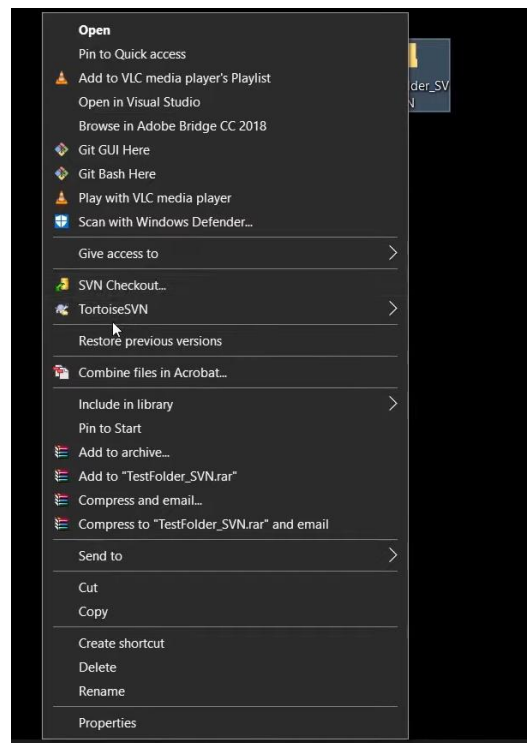 Open
Pin to Quick access
Add to VLC media player's Playlist
Open in Visual Studio
Browse in Adobe Bridge CC 2018
Git GUI Here
Git Bash Here
Play with VLC media player
Scan with Windows Defender...
Give access to
SVN Checkout...
TortoiseSVN
Restore previous versions
Combine files in Acrobat...
Include in library
Pin to Start
Add to archive...
Add to "TestFolder_SVN.rar"
Compress and email...
Compress to "TestFolder_SVN.rar" and email
Send to
Cut
Copy
Create shortcut
Delete
Rename
Properties
der_SV
N